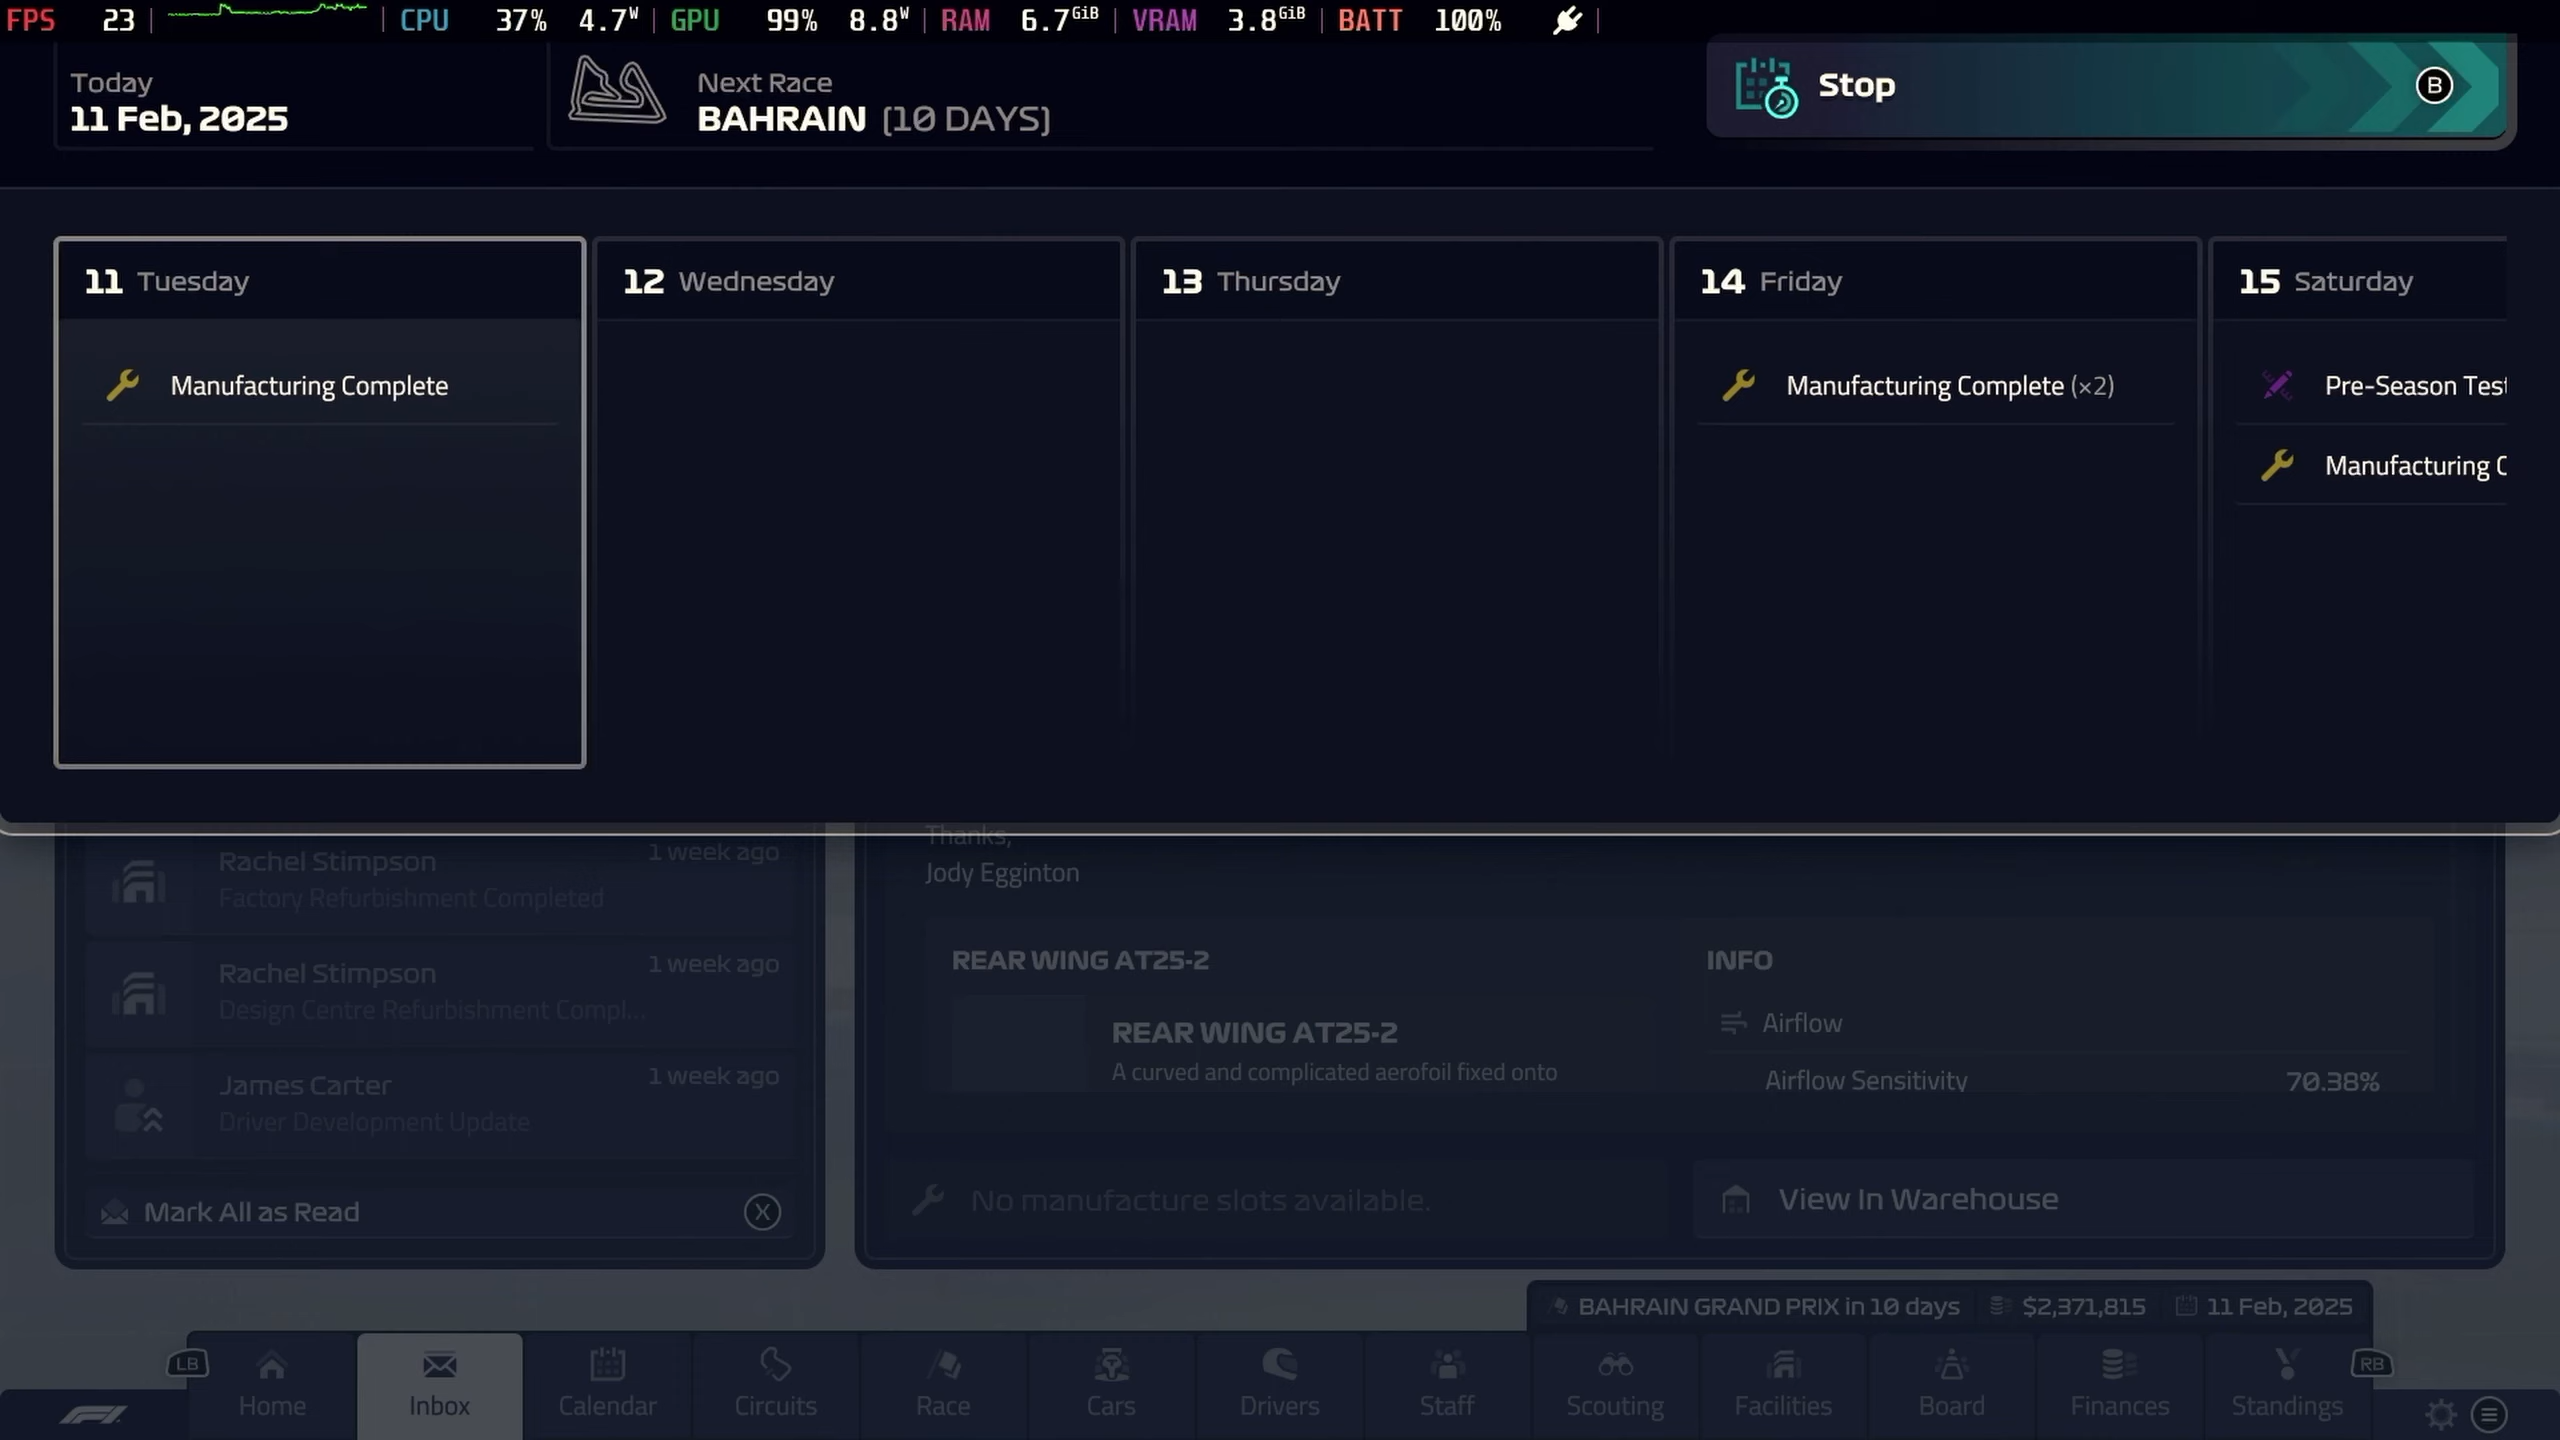 FPS 23 CPU 37% 4.7W GPU 99% 8.8W RAM 6.7GiB VRAM 3.8GiB BATT 100%
Today
11 Feb, 2025
Next Race
BAHRAIN (10 DAYS)
Stop B
11 Tuesday
Manufacturing Complete
12 Wednesday
13 Thursday
14 Friday
Manufacturing Complete (×2)
15 Saturday
Pre-Season Test
Manufacturing C
Rachel Stimpson 1 week ago
Factory Refurbishment Completed
Rachel Stimpson 1 week ago
Design Centre Refurbishment Compl...
James Carter 1 week ago
Driver Development Update
Mark All as Read X
Thanks,
Jody Egginton
REAR WING AT25-2
REAR WING AT25-2
A curved and complicated aerofoil fixed onto
INFO
Airflow
Airflow Sensitivity 70.38%
No manufacture slots available.
View In Warehouse
BAHRAIN GRAND PRIX in 10 days $2,371,815 11 Feb, 2025
LB Home Inbox Calendar Circuits Race Cars Drivers Staff Scouting Facilities Board Finances Standings RB